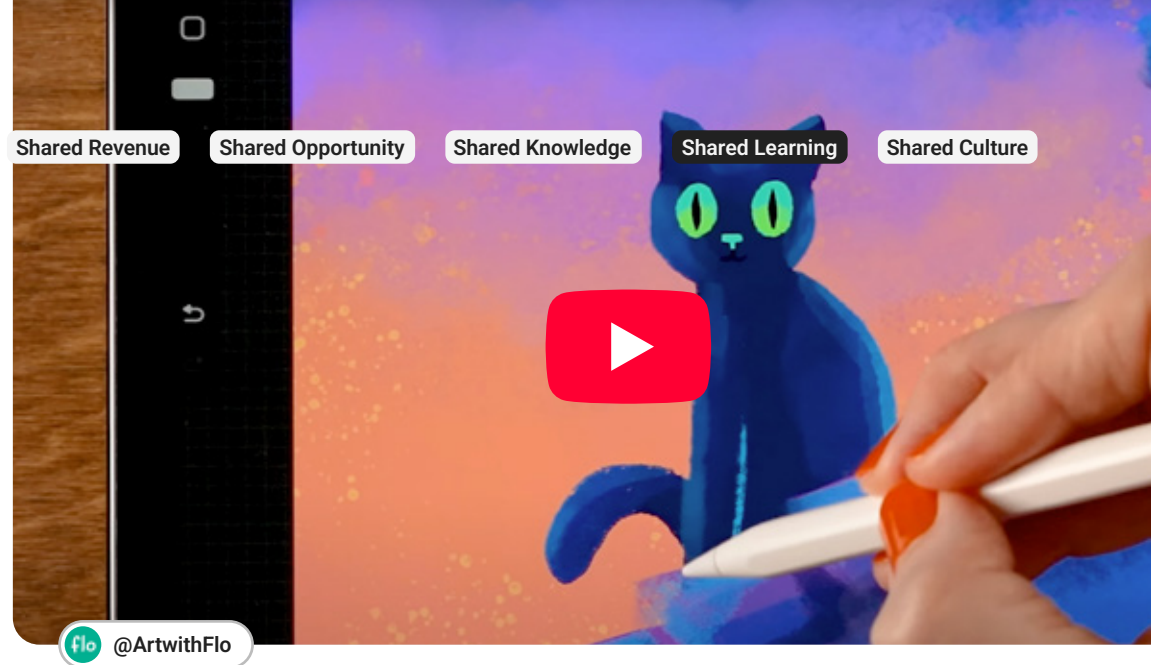 Shared Revenue
Shared Opportunity
Shared Knowledge
Shared Learning
Shared Culture
flo
@ArtwithFlo